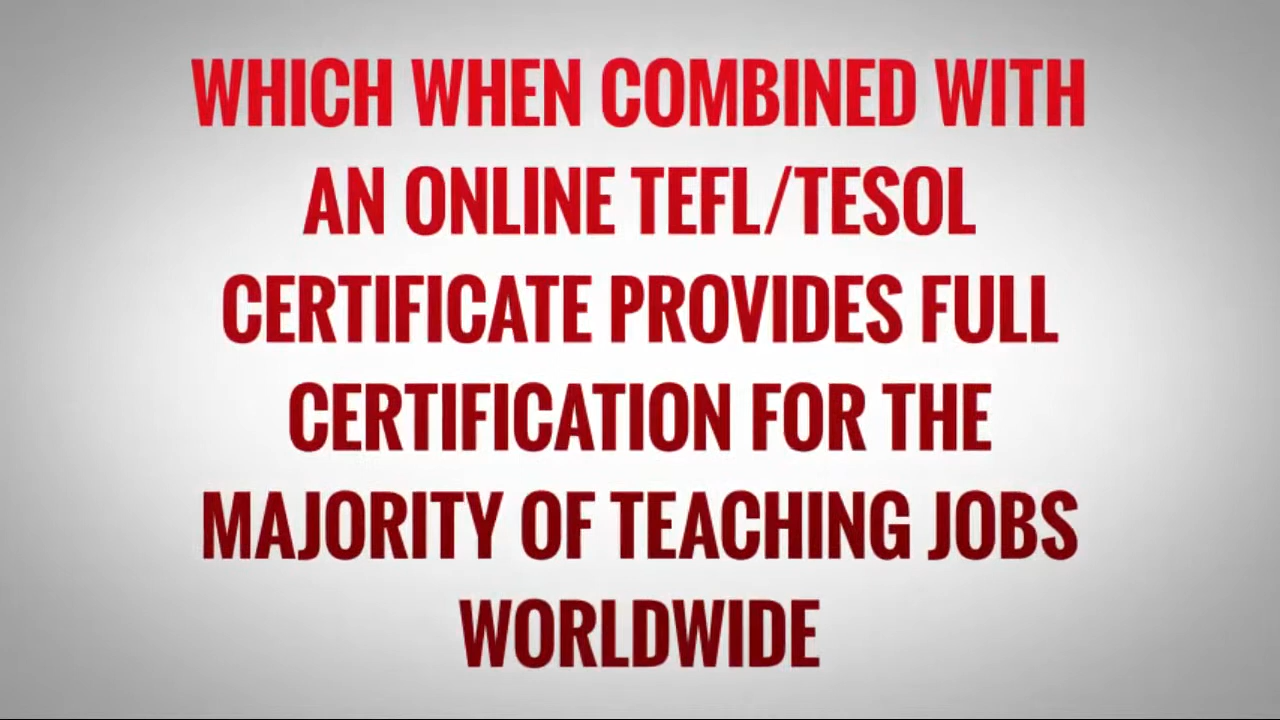 WHICH WHEN COMBINED WITH
AN ONLINE TEFL/TESOL
CERTIFICATE PROVIDES FULL
CERTIFICATION FOR THE
MAJORITY OF TEACHING JOBS
WORLDWIDE